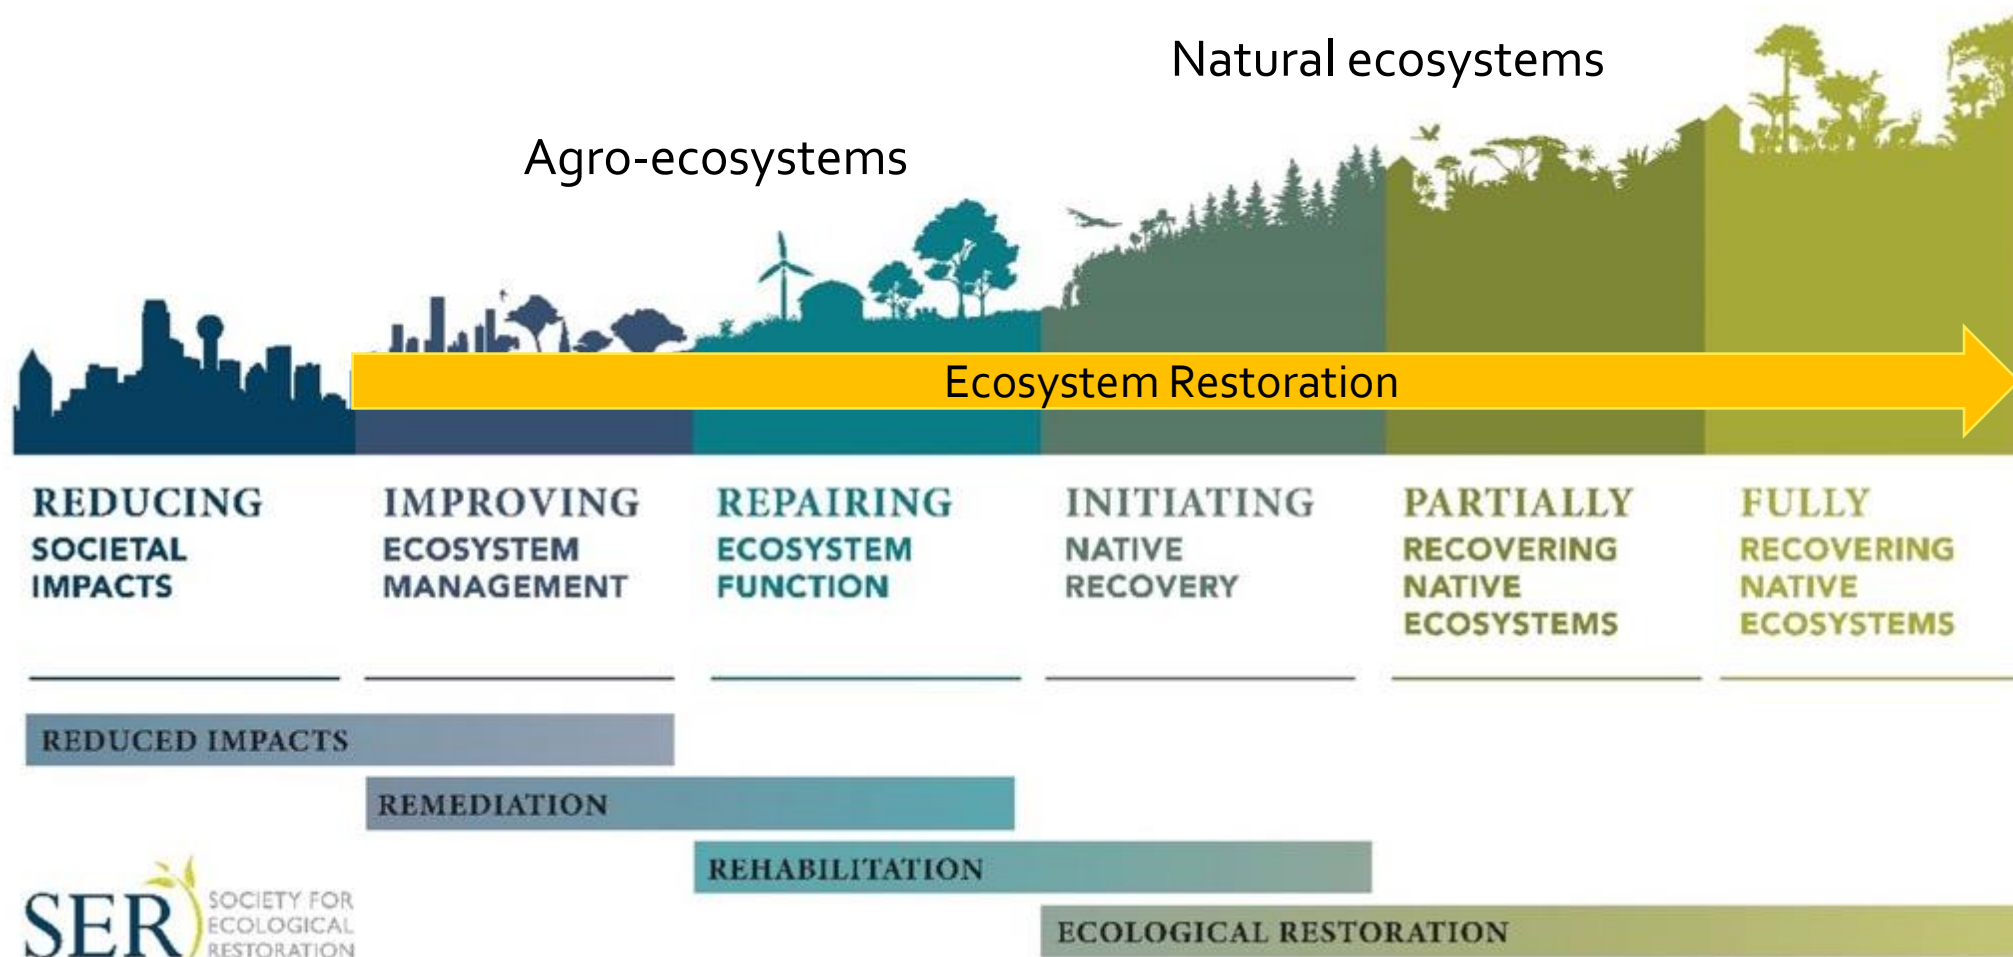 Natural ecosystems
Agro-ecosystems
Ecosystem Restoration
REDUCING
SOCIETAL
IMPACTS
IMPROVING
ECOSYSTEM
MANAGEMENT
REPAIRING
ECOSYSTEM
FUNCTION
INITIATING
NATIVE
RECOVERY
PARTIALLY
RECOVERING
NATIVE
ECOSYSTEMS
FULLY
RECOVERING
NATIVE
ECOSYSTEMS
REDUCED IMPACTS
REMEDIATION
REHABILITATION
ECOLOGICAL RESTORATION
SER
SOCIETY FOR
ECOLOGICAL
RESTORATION